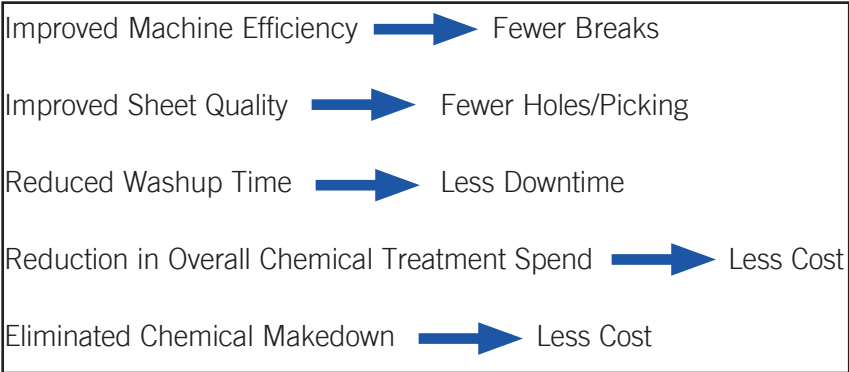 Improved Machine Efficiency Fewer Breaks
Improved Sheet Quality Fewer Holes/Picking
Reduced Washup Time Less Downtime
Reduction in Overall Chemical Treatment Spend Less Cost
Eliminated Chemical Makedown Less Cost